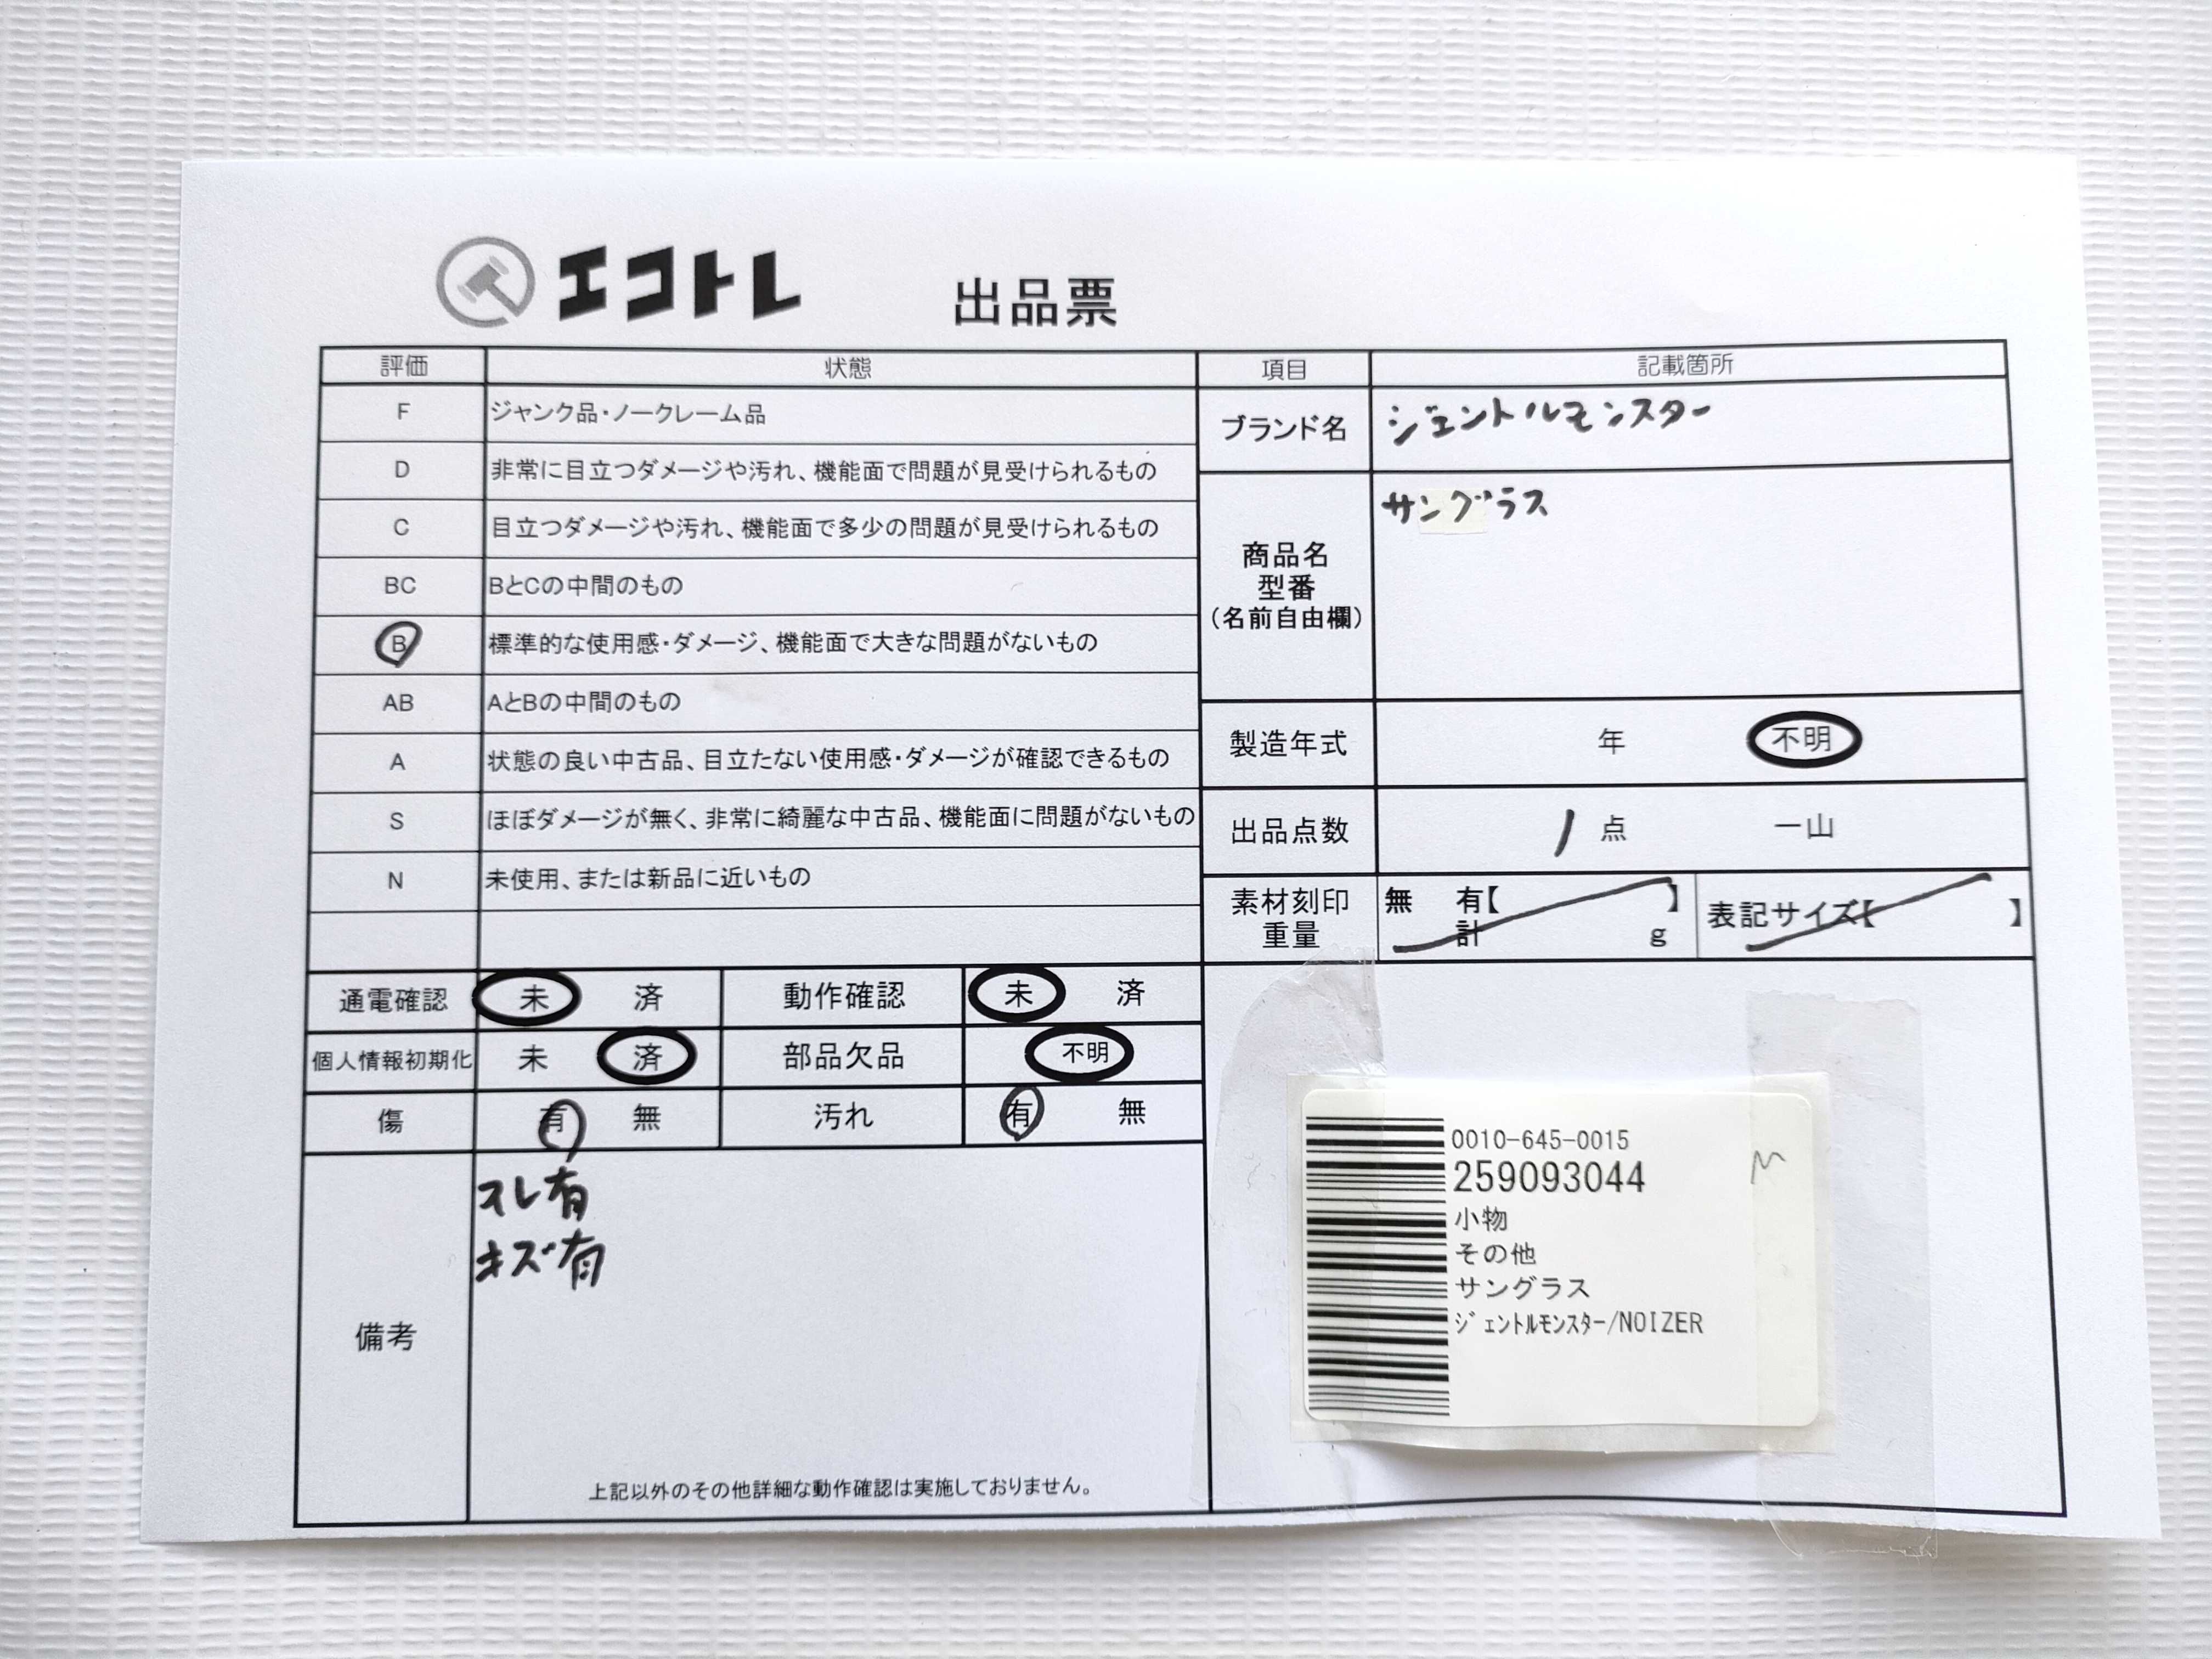 エコトレ 出品票
評価 状態
F ジャンク品・ノークレーム品
D 非常に目立つダメージや汚れ、機能面で問題が見受けられるもの
C 目立つダメージや汚れ、機能面で多少の問題が見受けられるもの
BC BとCの中間のもの
B 標準的な使用感・ダメージ、機能面で大きな問題がないもの
AB AとBの中間のもの
A 状態の良い中古品、目立たない使用感・ダメージが確認できるもの
S ほぼダメージが無く、非常に綺麗な中古品、機能面に問題がないもの
N 未使用、または新品に近いもの
項目 記載箇所
ブランド名 ジェントルモンスター
商品名 サングラス
型番
(名前自由欄)
製造年式 年 不明
出品点数 1点 一山
素材刻印 無 有【 】 表記サイズ【 】
重量 計 g
通電確認 未 済 動作確認 未 済
個人情報初期化 未 済 部品欠品 不明
傷 有 無 汚れ 有 無
備考
スレ有
キズ有
上記以外のその他詳細な動作確認は実施しておりません。
0010-645-0015
259093044
小物
その他
サングラス
ｼﾞｪﾝﾄﾙﾓﾝｽﾀｰ/NOIZER